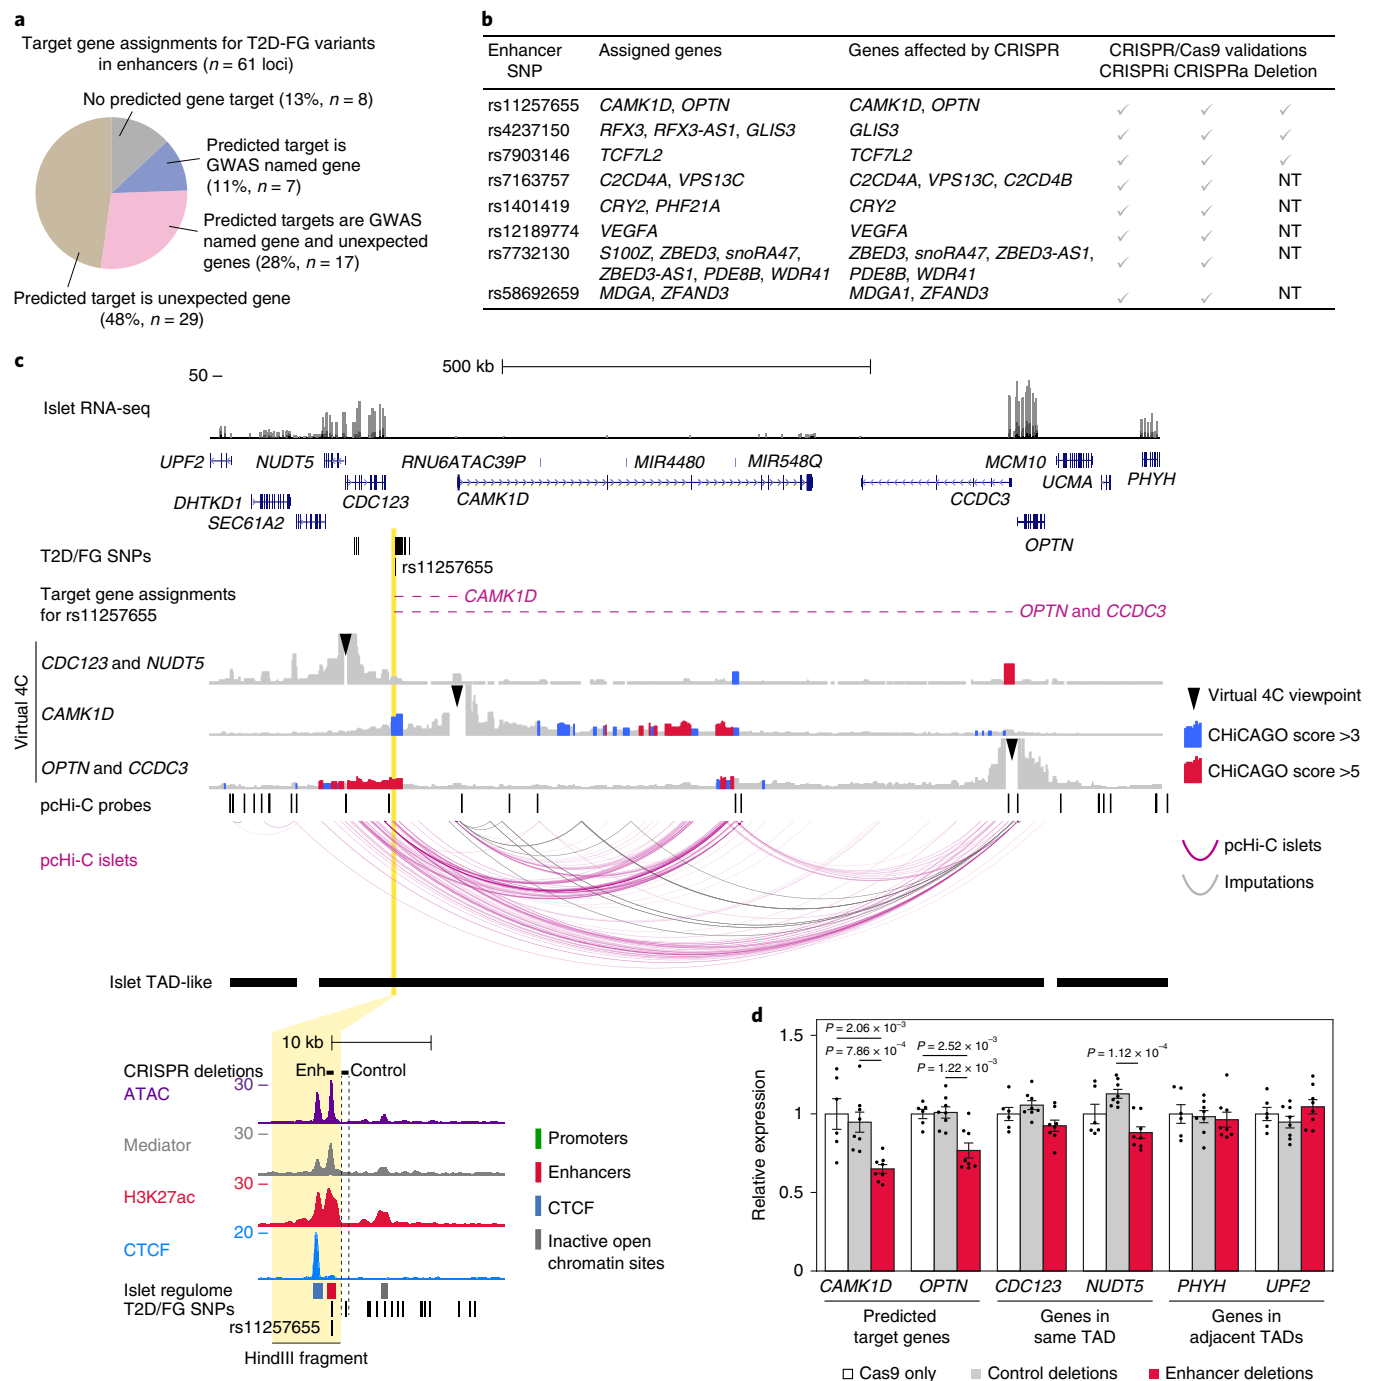 a
Target gene assignments for T2D-FG variants
in enhancers (n = 61 loci)
No predicted gene target (13%, n = 8)
Predicted target is
GWAS named gene
(11%, n = 7)
Predicted targets are GWAS
named gene and unexpected
genes (28%, n = 17)
Predicted target is unexpected gene
(48%, n = 29)
b
Enhancer SNP Assigned genes Genes affected by CRISPR CRISPR/Cas9 validations
CRISPRi CRISPRa Deletion
rs11257655 CAMK1D, OPTN CAMK1D, OPTN ✓ ✓ ✓
rs4237150 RFX3, RFX3-AS1, GLIS3 GLIS3 ✓ ✓ ✓
rs7903146 TCF7L2 TCF7L2 ✓ ✓ ✓
rs7163757 C2CD4A, VPS13C C2CD4A, VPS13C, C2CD4B ✓ ✓ NT
rs1401419 CRY2, PHF21A CRY2 ✓ ✓ NT
rs12189774 VEGFA VEGFA ✓ ✓ NT
rs7732130 S100Z, ZBED3, snoRA47, ZBED3, snoRA47, ZBED3-AS1, ✓ ✓ NT
ZBED3-AS1, PDE8B, WDR41 PDE8B, WDR41
rs58692659 MDGA, ZFAND3 MDGA1, ZFAND3 ✓ ✓ NT
c
500 kb
50
Islet RNA-seq
UPF2 NUDT5 RNU6ATAC39P MIR4480 MIR548Q MCM10 PHYH
DHTKD1 CDC123 CAMK1D CCDC3 UCMA
SEC61A2 OPTN
T2D/FG SNPs
rs11257655
Target gene assignments
for rs11257655
CAMK1D
OPTN and CCDC3
Virtual 4C
CDC123 and NUDT5
CAMK1D
OPTN and CCDC3
Virtual 4C viewpoint
CHiCAGO score >3
CHiCAGO score >5
pcHi-C probes
pcHi-C islets
pcHi-C islets
Imputations
Islet TAD-like
10 kb
CRISPR deletions Enh Control
ATAC 30
Mediator 30
H3K27ac 30
CTCF 20
Islet regulome
T2D/FG SNPs
rs11257655
HindIII fragment
Promoters
Enhancers
CTCF
Inactive open
chromatin sites
d
Relative expression
1.5
1
0.5
0
P = 2.06 × 10⁻³
P = 7.86 × 10⁻⁴
P = 2.52 × 10⁻³
P = 1.22 × 10⁻³
P = 1.12 × 10⁻⁴
CAMK1D OPTN CDC123 NUDT5 PHYH UPF2
Predicted
target genes
Genes in
same TAD
Genes in
adjacent TADs
Cas9 only Control deletions Enhancer deletions